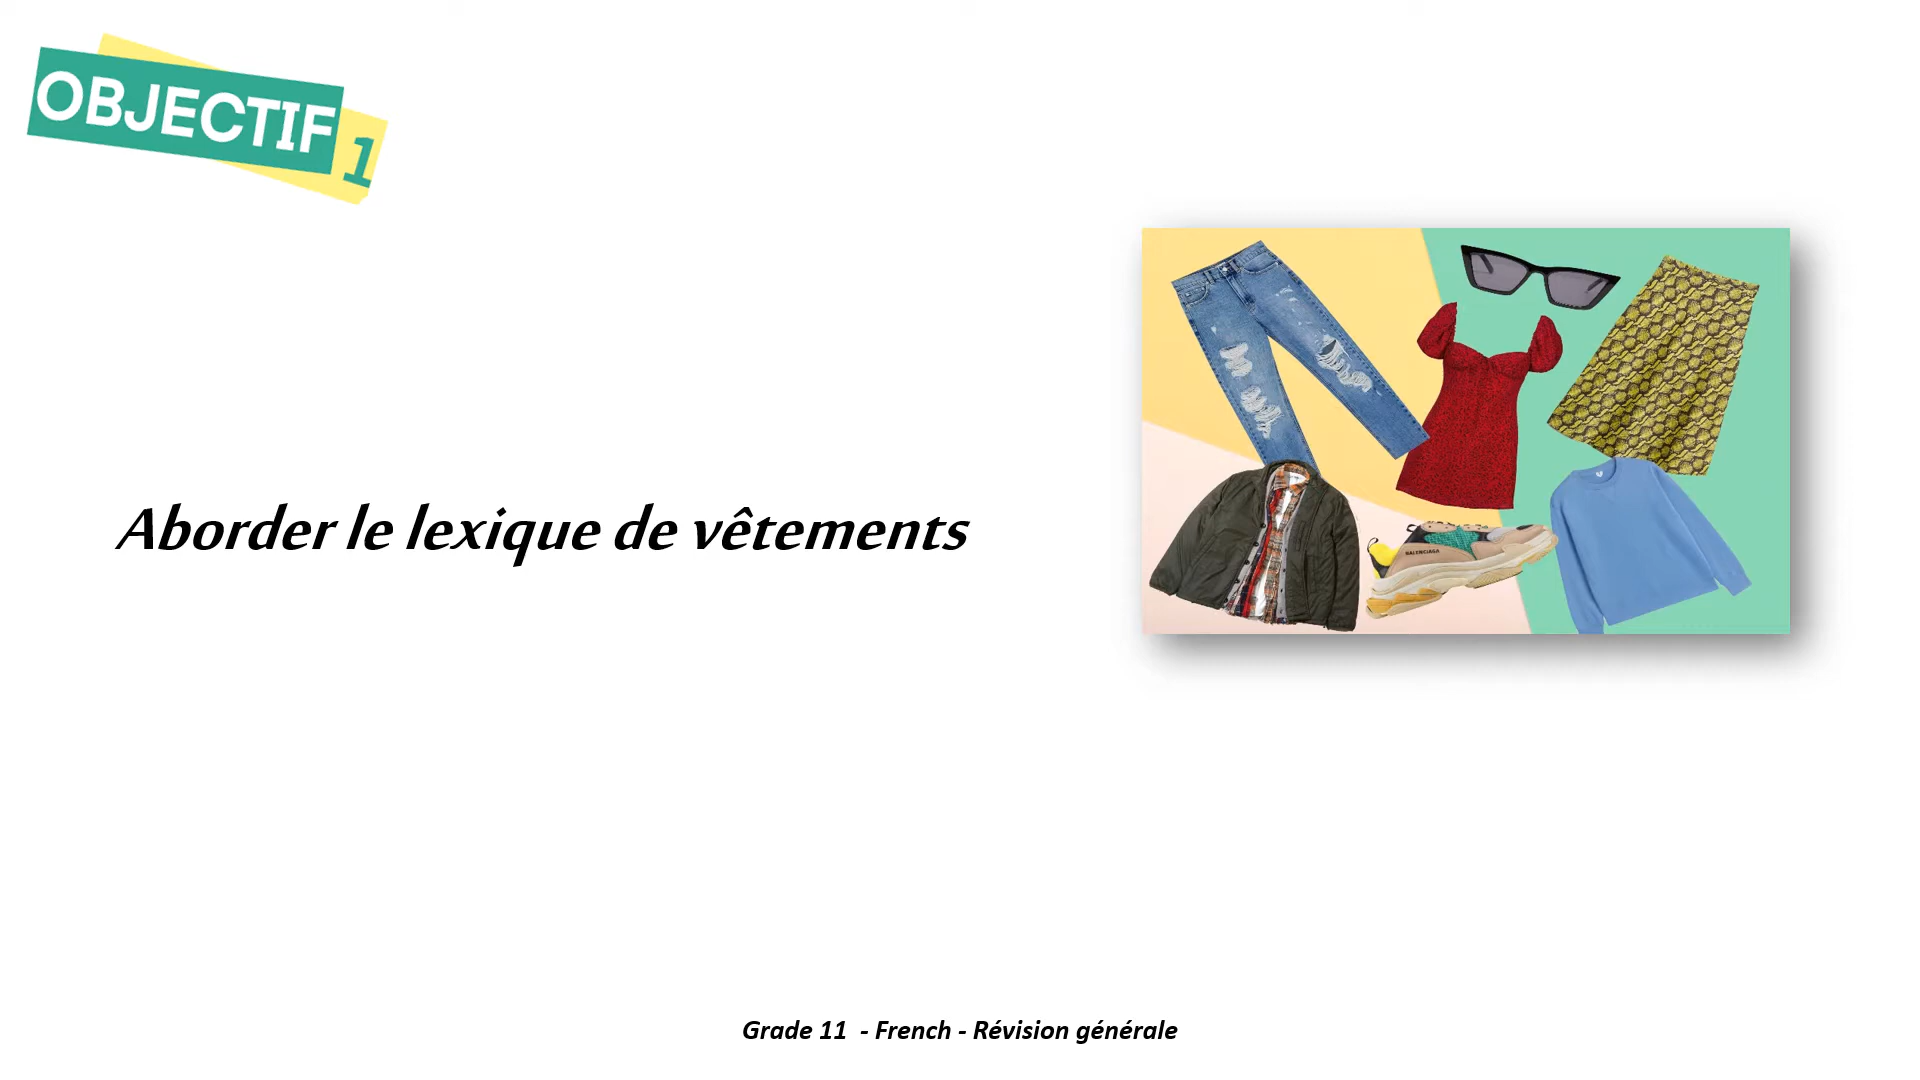 OBJECTIF 1
Aborder le lexique de vêtements
BALENCIAGA
Grade 11 - French - Révision générale